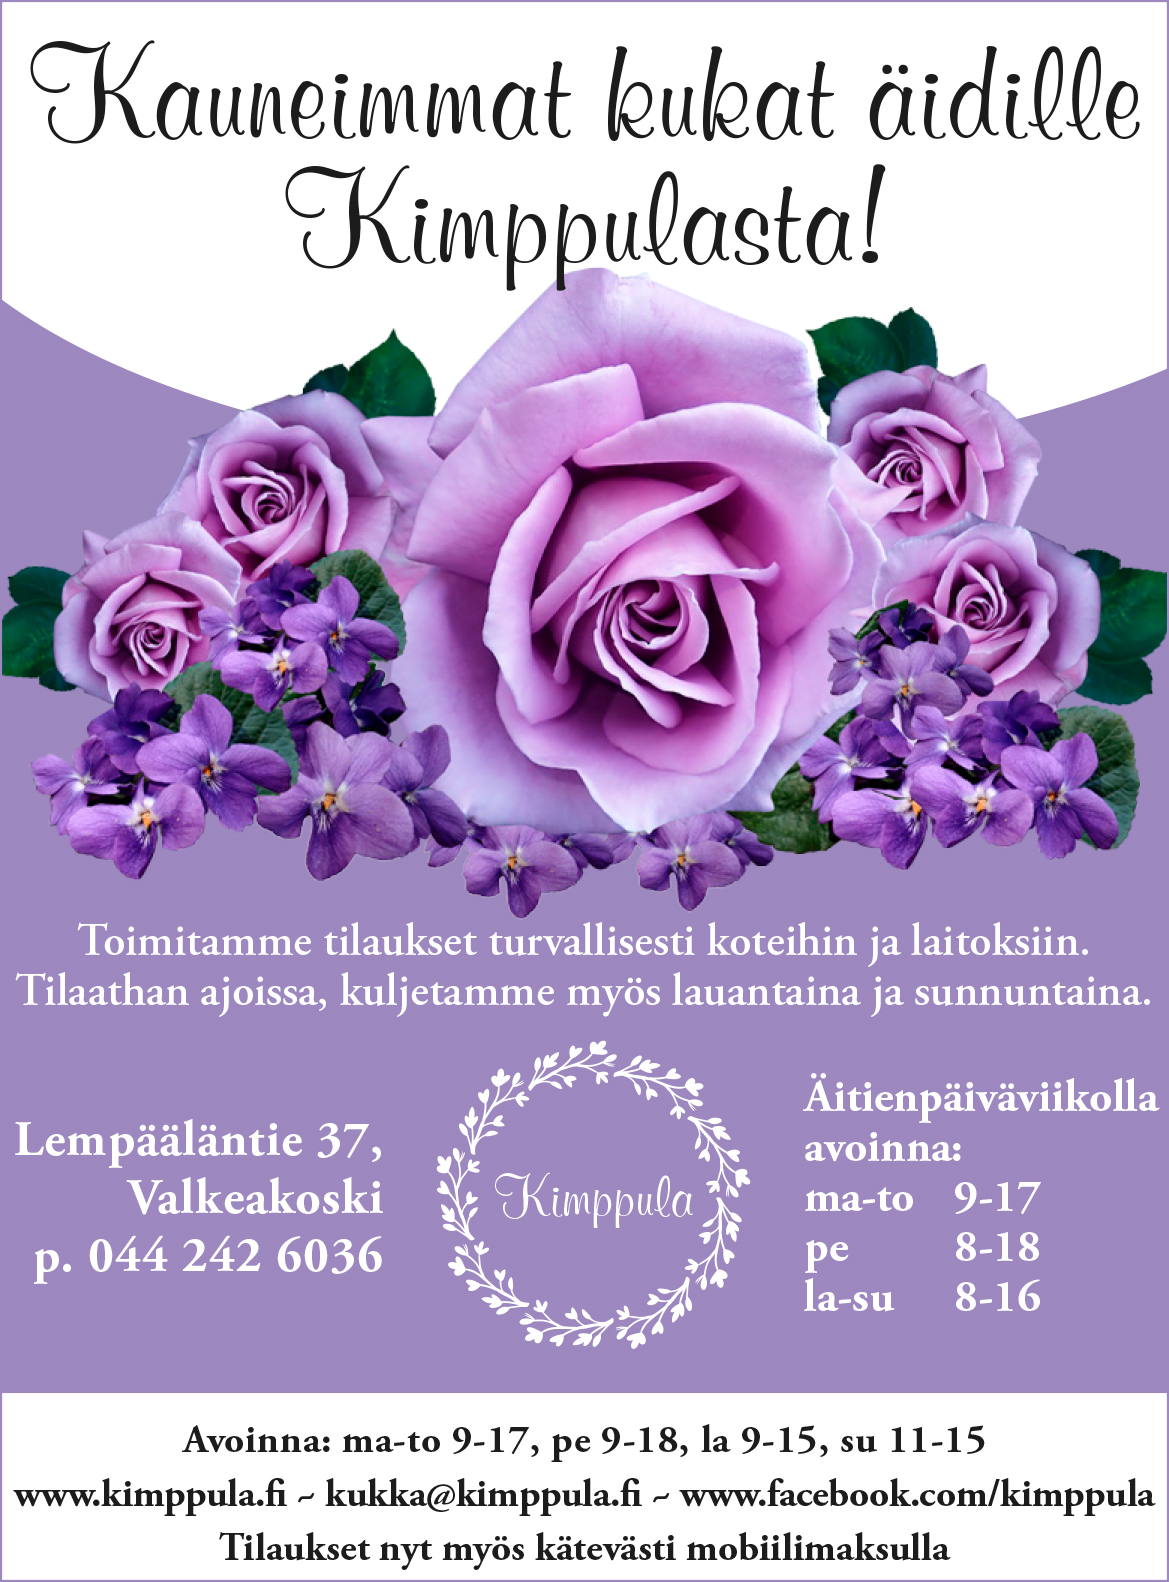 Kauneimmat kukat äidille
Kimppulasta!
Toimitamme tilaukset turvallisesti koteihin ja laitoksiin.
Tilaathan ajoissa, kuljetamme myös lauantaina ja sunnuntaina.
Lempääläntie 37,
Valkeakoski
p. 044 242 6036
Kimppula
Äitienpäiväviikolla
avoinna:
ma-to 9-17
pe 8-18
la-su 8-16
Avoinna: ma-to 9-17, pe 9-18, la 9-15, su 11-15
www.kimppula.fi ~ kukka@kimppula.fi ~ www.facebook.com/kimppula
Tilaukset nyt myös kätevästi mobiilimaksulla